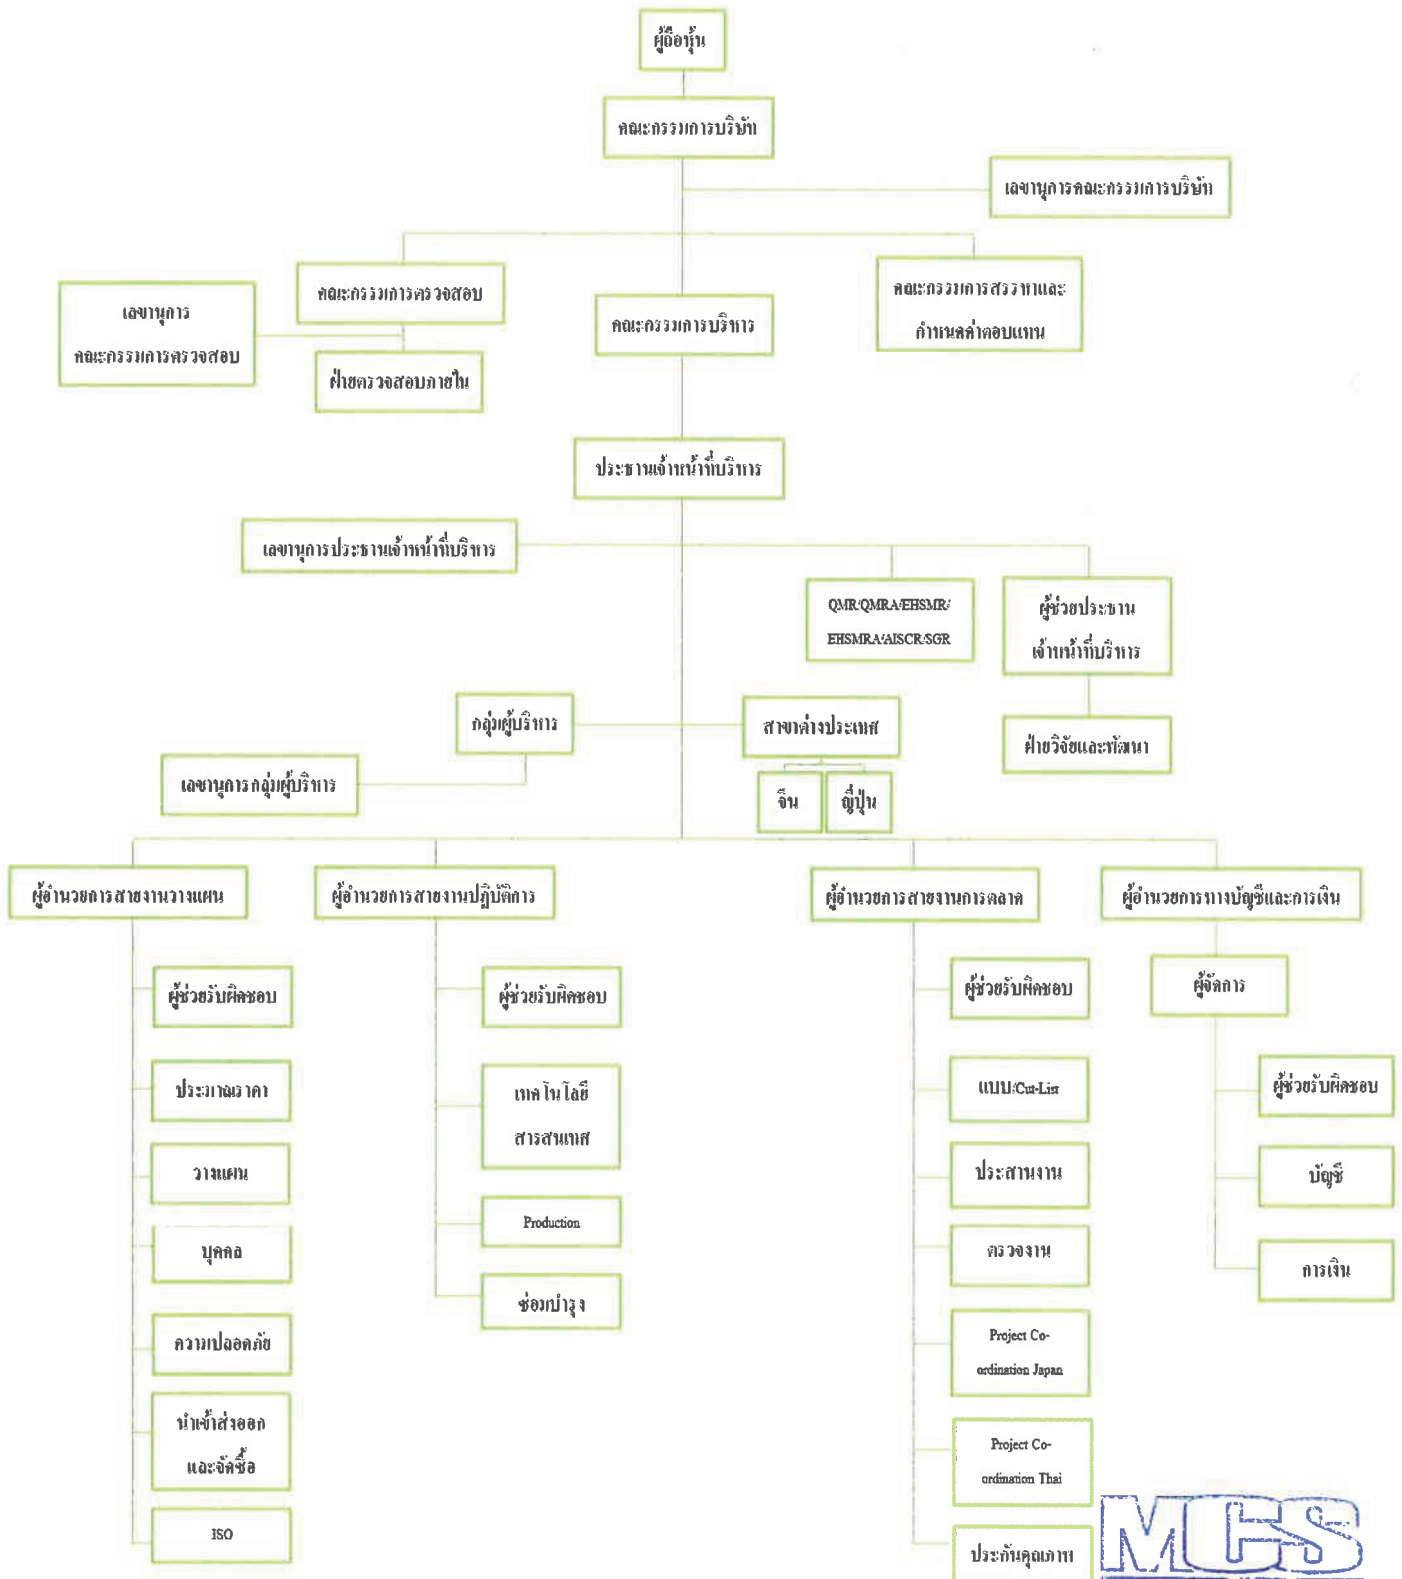 ผู้ถือหุ้น
คณะกรรมการบริษัท
เลขานุการคณะกรรมการบริษัท
คณะกรรมการตรวจสอบ
เลขานุการ
คณะกรรมการตรวจสอบ
ฝ่ายตรวจสอบภายใน
คณะกรรมการบริหาร
คณะกรรมการสรรหาและ
กำหนดค่าตอบแทน
ประธานเจ้าหน้าที่บริหาร
เลขานุการประธานเจ้าหน้าที่บริหาร
QMR/QMRA/EHSMR/
EHSMRA/AISCR/SGR
ผู้ช่วยประธาน
เจ้าหน้าที่บริหาร
ฝ่ายวิจัยและพัฒนา
กลุ่มผู้บริหาร
เลขานุการกลุ่มผู้บริหาร
สาขาต่างประเทศ
จีน
ญี่ปุ่น
ผู้อำนวยการสายงานวางแผน
ผู้ช่วยรับผิดชอบ
ประมาณราคา
วางแผน
บุคคล
ความปลอดภัย
นำเข้าส่งออก
และจัดซื้อ
ISO
ผู้อำนวยการสายงานปฏิบัติการ
ผู้ช่วยรับผิดชอบ
เทคโนโลยี
สารสนเทศ
Production
ซ่อมบำรุง
ผู้อำนวยการสายงานการตลาด
ผู้ช่วยรับผิดชอบ
แบบ/Cut-List
ประสานงาน
ตรวจงาน
Project Co-
ordination Japan
Project Co-
ordination Thai
ประกันคุณภาพ
ผู้อำนวยการทางบัญชีและการเงิน
ผู้จัดการ
ผู้ช่วยรับผิดชอบ
บัญชี
การเงิน
MCS